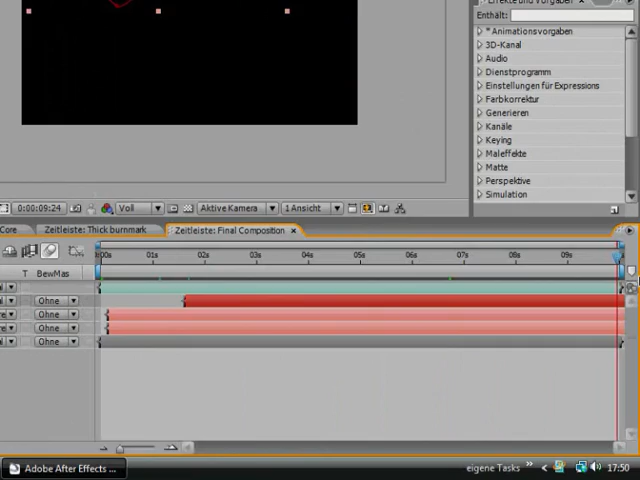 Effekte und Vorgaben ×
Enthält:
* Animationsvorgaben
3D-Kanal
Audio
Dienstprogramm
Einstellungen für Expressions
Farbkorrektur
Generieren
Kanäle
Keying
Maleffekte
Matte
Perspektive
Simulation
0:00:09:24 Voll Aktive Kamera 1 Ansicht
Core Zeitleiste: Thick burnmark Zeitleiste: Final Composition ×
:00s 01s 02s 03s 04s 05s 06s 07s 08s 09s
T BewMas
Ohne
Ohne
Ohne
Ohne
Adobe After Effects ... eigene Tasks » < 17:50